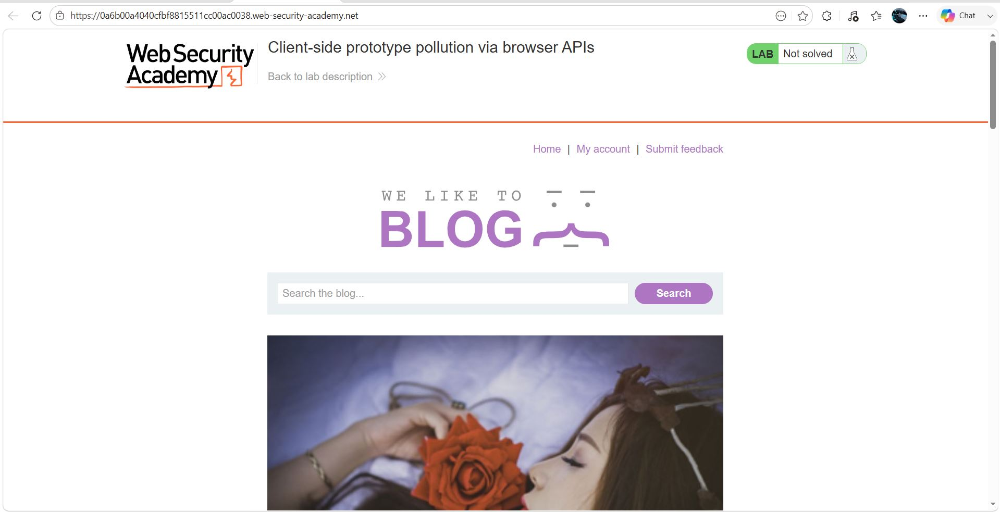 https://0a6b00a4040cfbf8815511cc00ac0038.web-security-academy.net
Chat
Web Security
Academy
Client-side prototype pollution via browser APIs
Back to lab description
LAB Not solved
Home | My account | Submit feedback
WE LIKE TO
BLOG
Search the blog...
Search